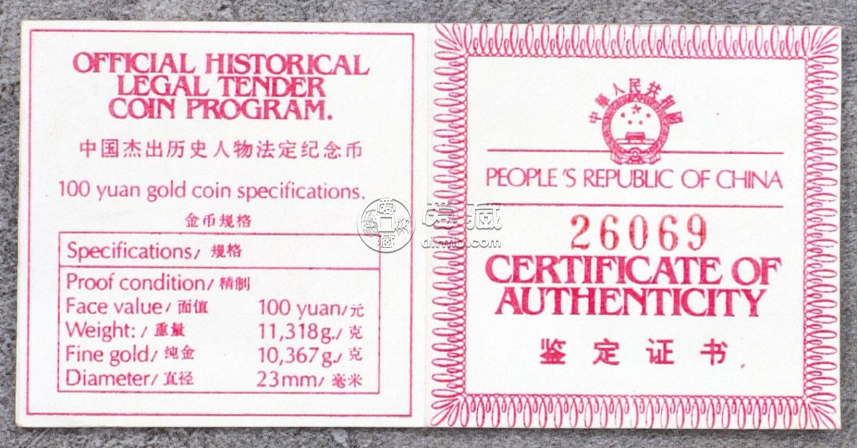 OFFICIAL HISTORICAL
LEGAL TENDER
COIN PROGRAM.
中国杰出历史人物法定纪念币
100 yuan gold coin specifications.
金币规格
Specifications/ 规格
Proof condition/ 精制
Face value/ 面值 100 yuan/元
Weight:/ 重量 11,318g./ 克
Fine gold/ 纯金 10,367g./ 克
Diameter/ 直径 23mm/ 毫米
中華人民共和國
PEOPLE'S REPUBLIC OF CHINA
26069
CERTIFICATE OF
AUTHENTICITY
鉴定证书